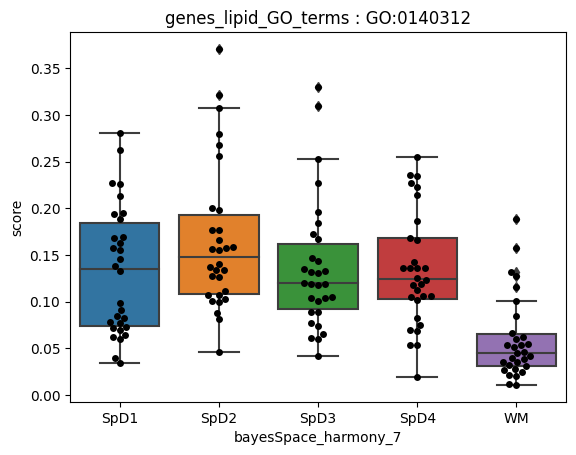 genes_lipid_GO_terms : GO:0140312
score
0.35
0.30
0.25
0.20
0.15
0.10
0.05
0.00
SpD1 SpD2 SpD3 SpD4 WM
bayesSpace_harmony_7